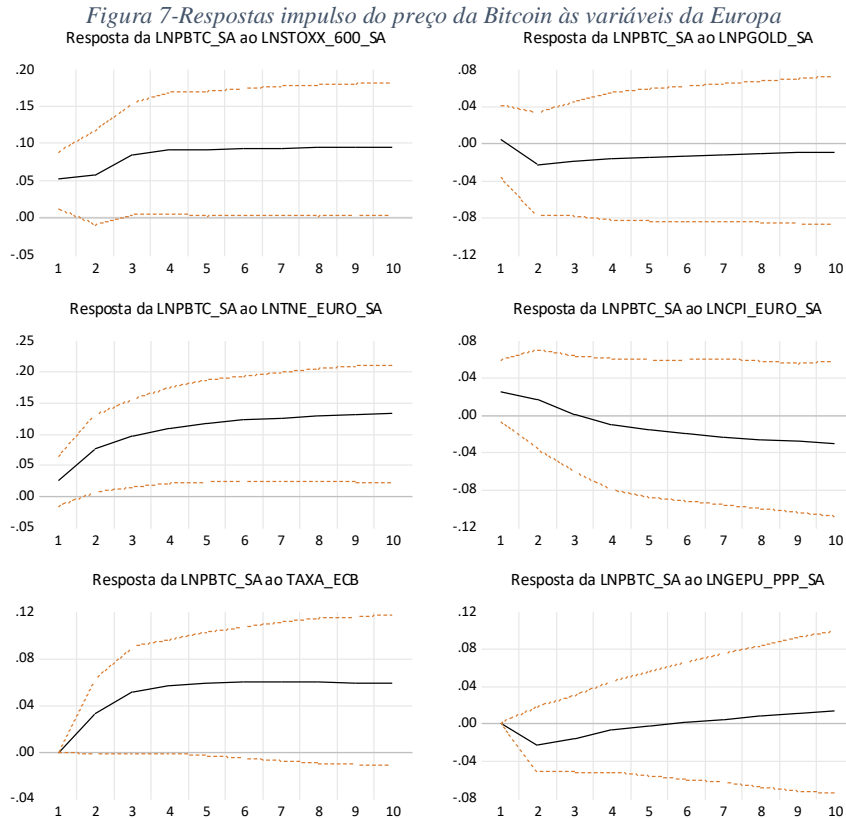 Figura 7-Respostas impulso do preço da Bitcoin às variáveis da Europa
Resposta da LNPBTC_SA ao LNSTOXX_600_SA
.20
.15
.10
.05
.00
-.05
1 2 3 4 5 6 7 8 9 10
Resposta da LNPBTC_SA ao LNPGOLD_SA
.08
.04
.00
-.04
-.08
-.12
1 2 3 4 5 6 7 8 9 10
Resposta da LNPBTC_SA ao LNTNE_EURO_SA
.25
.20
.15
.10
.05
.00
-.05
1 2 3 4 5 6 7 8 9 10
Resposta da LNPBTC_SA ao LNCPI_EURO_SA
.08
.04
.00
-.04
-.08
-.12
1 2 3 4 5 6 7 8 9 10
Resposta da LNPBTC_SA ao TAXA_ECB
.12
.08
.04
.00
-.04
1 2 3 4 5 6 7 8 9 10
Resposta da LNPBTC_SA ao LNGEPU_PPP_SA
.12
.08
.04
.00
-.04
-.08
1 2 3 4 5 6 7 8 9 10